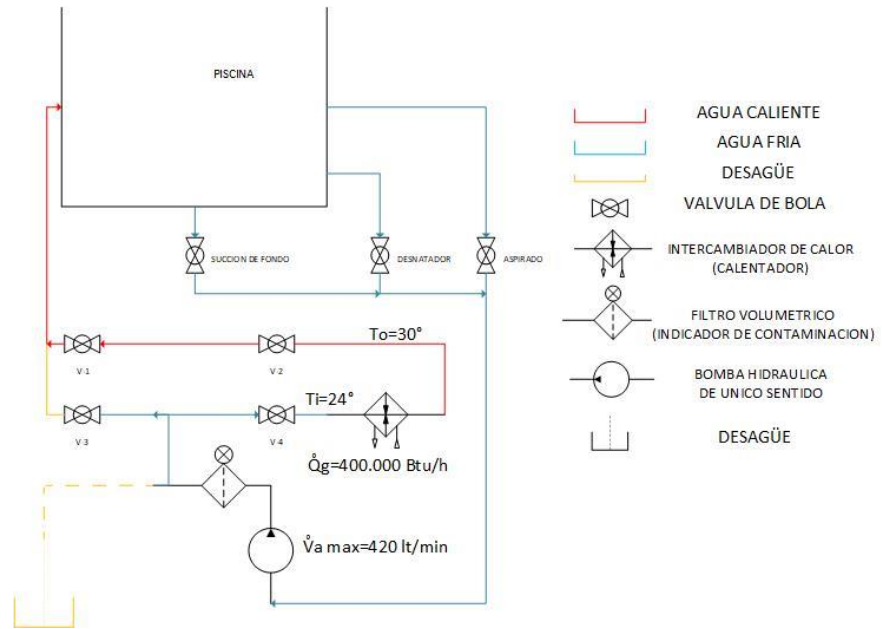 PISCINA
SUCCION DE FONDO
DESNATADOR
ASPIRADO
To=30°
V-1
V-2
Ti=24°
V-3
V-4
Q̊g=400.000 Btu/h
V̊a max=420 lt/min
AGUA CALIENTE
AGUA FRIA
DESAGÜE
VALVULA DE BOLA
INTERCAMBIADOR DE CALOR
(CALENTADOR)
FILTRO VOLUMETRICO
(INDICADOR DE CONTAMINACION)
BOMBA HIDRAULICA
DE UNICO SENTIDO
DESAGÜE